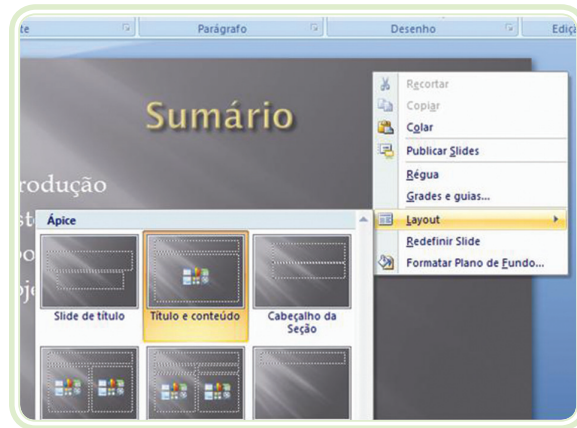 Parágrafo
Desenho
Sumário
Recortar
Copiar
Colar
Publicar Slides
Régua
Grades e guias...
Layout
Redefinir Slide
Formatar Plano de Fundo...
Ápice
Slide de título
Título e conteúdo
Cabeçalho da
Seção